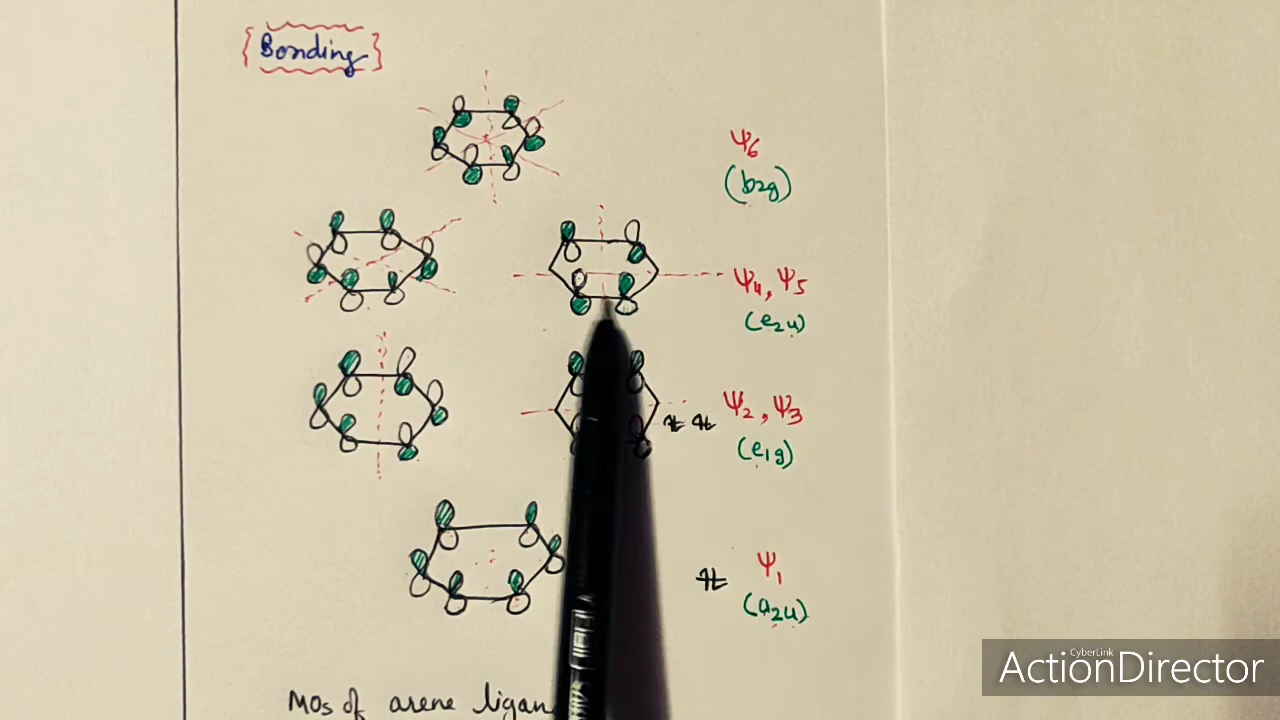 {Bonding}
Ψ6
(b2g)
Ψ4, Ψ5
(e2u)
Ψ2, Ψ3
(e1g)
Ψ1
(a2u)
MOs of arene
CyberLink
ActionDirector